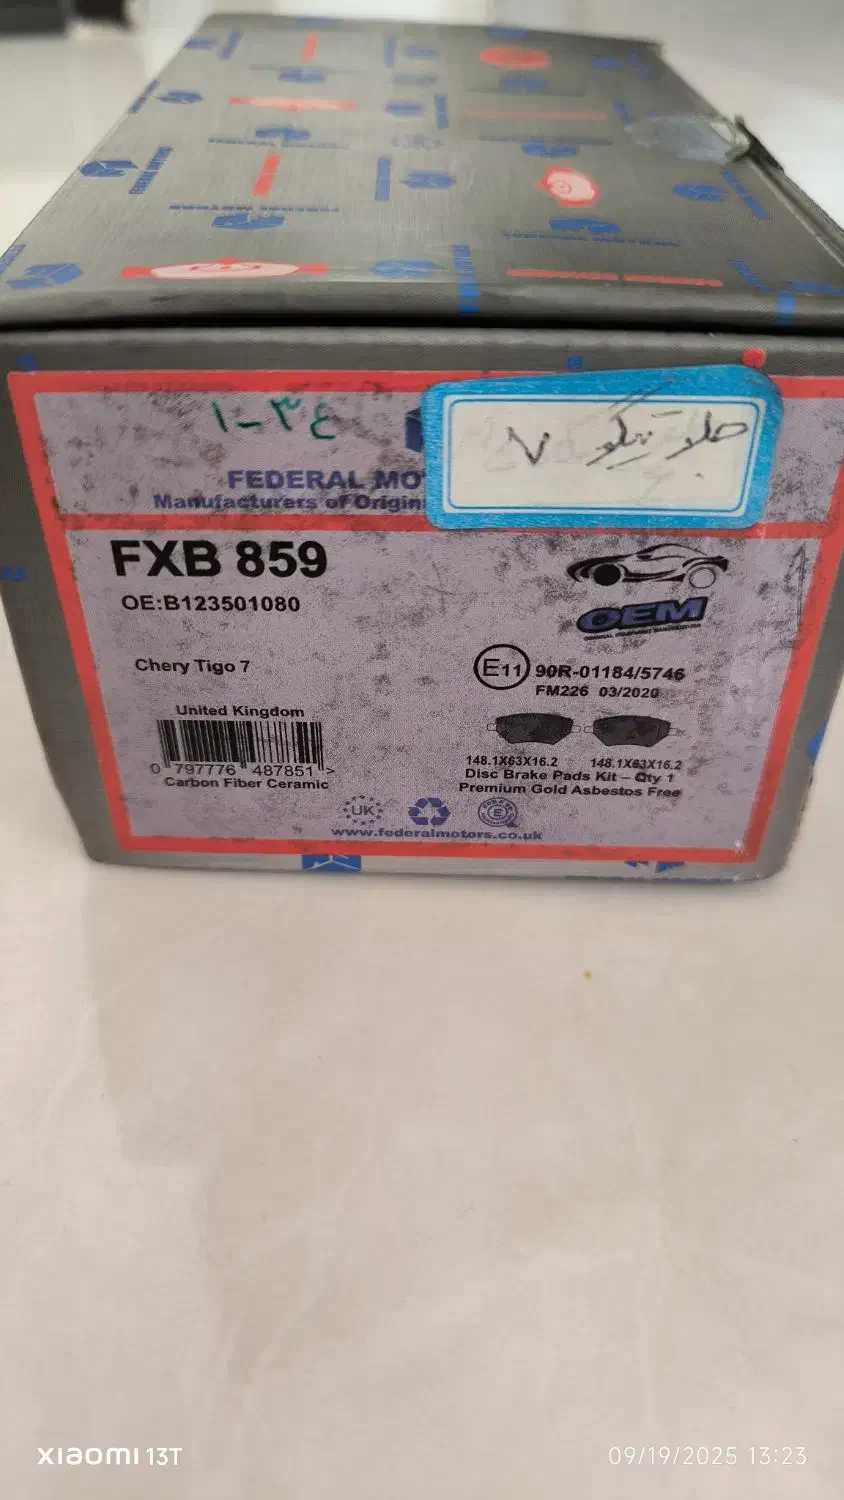 ۱-۳٤
جلو تیگو ۷
FEDERAL MO
Manufacturers of Origin
FXB 859
OE:B123501080
OEM
Chery Tigo 7
E11 90R-01184/5746
FM226 03/2020
United Kingdom
0 797776 487851 >
Carbon Fiber Ceramic
148.1X63X16.2 148.1X63X16.2
Disc Brake Pads Kit – Qty 1
Premium Gold Asbestos Free
UK
www.federalmotors.co.uk
XIAOMI 13T
09/19/2025 13:23